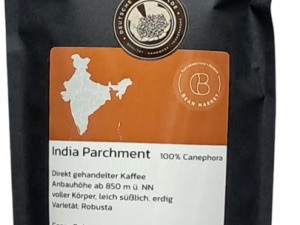 DEUTSCHE
BEAN MARKET
India Parchment 100% Canephora
Direkt gehandelter Kaffee
Anbauhöhe ab 850 m ü. NN
voller Körper, leich süßlich, erdig
Varietät: Robusta